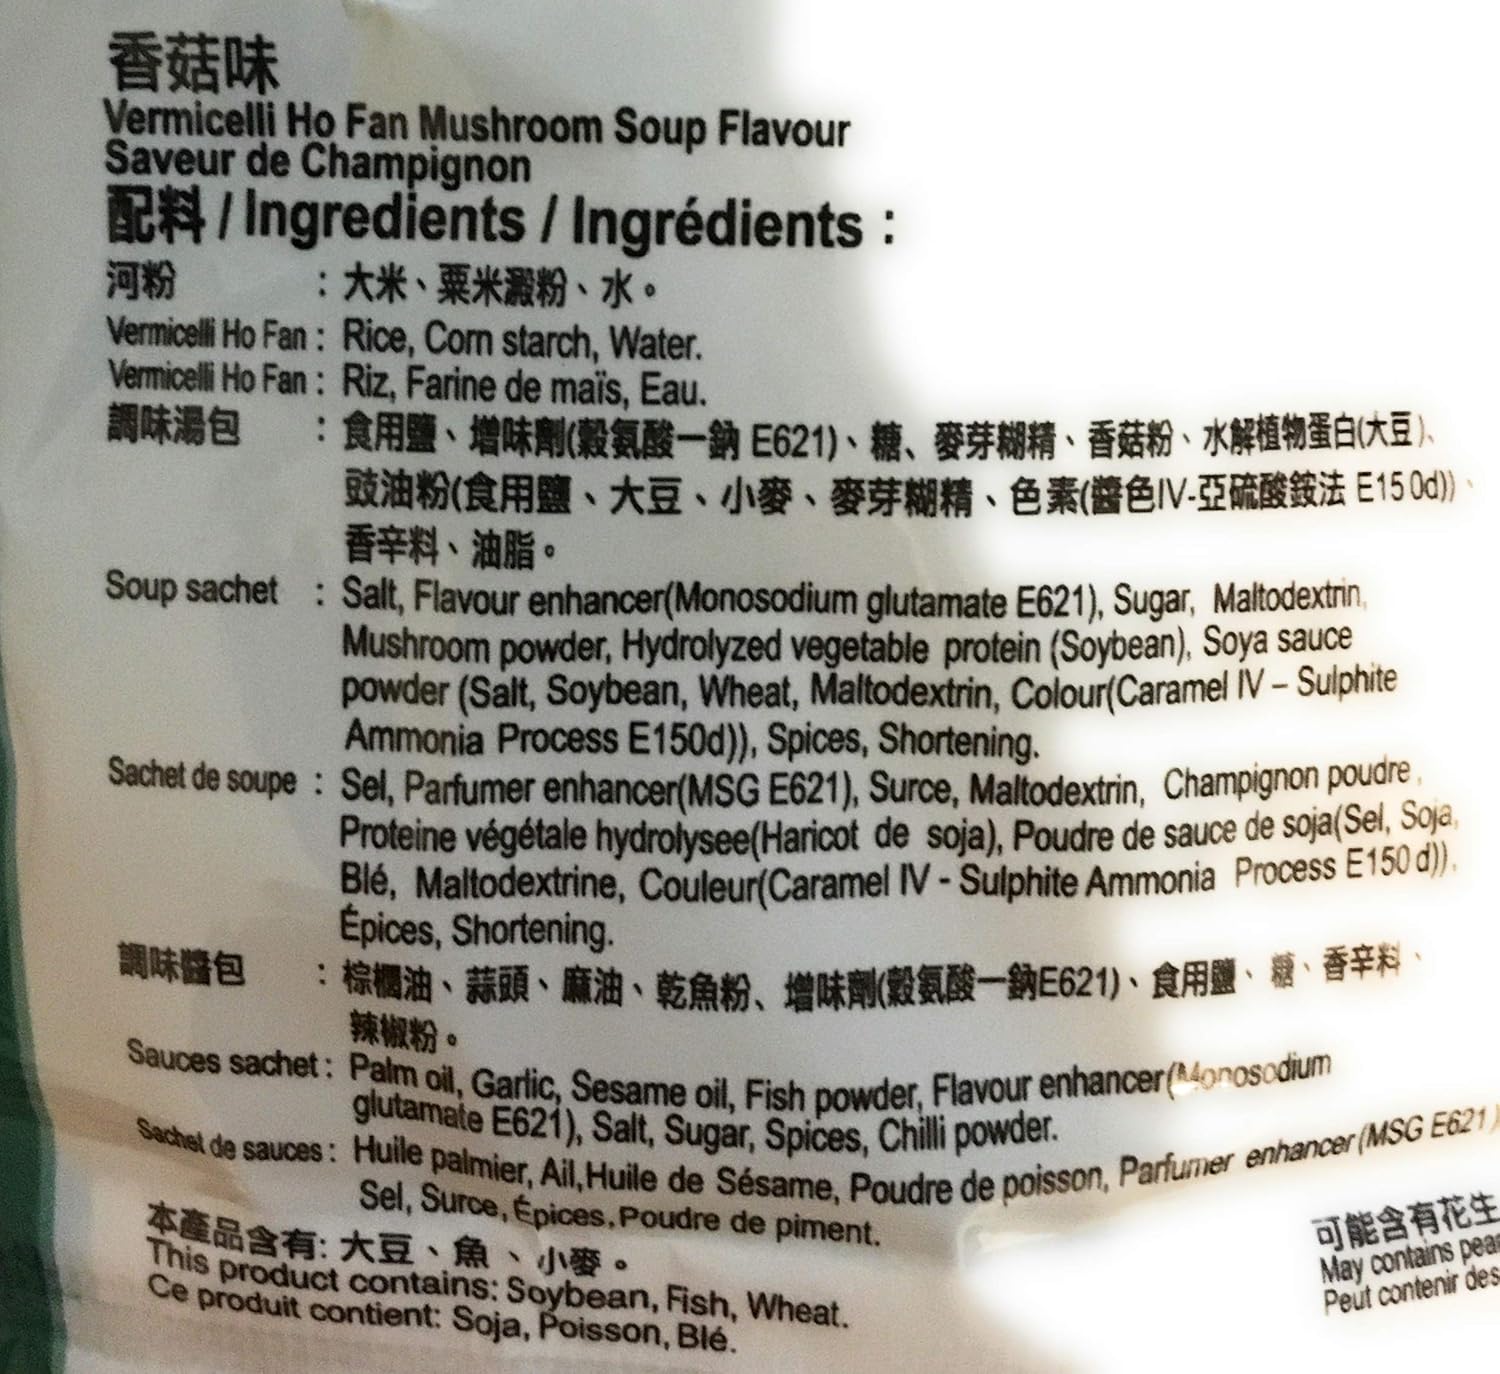 香菇味
Vermicelli Ho Fan Mushroom Soup Flavour
Saveur de Champignon
配料 / Ingredients / Ingrédients :
河粉 : 大米、粟米澱粉、水。
Vermicelli Ho Fan : Rice, Corn starch, Water.
Vermicelli Ho Fan : Riz, Farine de maïs, Eau.
調味湯包 : 食用鹽、增味劑(穀氨酸一鈉 E621)、糖、麥芽糊精、香菇粉、水解植物蛋白(大豆)、
豉油粉(食用鹽、大豆、小麥、麥芽糊精、色素(醬色IV-亞硫酸銨法 E150d))、
香辛料、油脂。
Soup sachet : Salt, Flavour enhancer(Monosodium glutamate E621), Sugar, Maltodextrin,
Mushroom powder, Hydrolyzed vegetable protein (Soybean), Soya sauce
powder (Salt, Soybean, Wheat, Maltodextrin, Colour(Caramel IV – Sulphite
Ammonia Process E150d)), Spices, Shortening.
Sachet de soupe : Sel, Parfumer enhancer(MSG E621), Surce, Maltodextrin, Champignon poudre,
Proteine végétale hydrolysee(Haricot de soja), Poudre de sauce de soja(Sel, Soja,
Blé, Maltodextrine, Couleur(Caramel IV - Sulphite Ammonia Process E150d)),
Épices, Shortening.
調味醬包 : 棕櫚油、蒜頭、麻油、乾魚粉、增味劑(穀氨酸一鈉E621)、食用鹽、糖、香辛料、
辣椒粉。
Sauces sachet : Palm oil, Garlic, Sesame oil, Fish powder, Flavour enhancer(Monosodium
glutamate E621), Salt, Sugar, Spices, Chilli powder.
Sachet de sauces : Huile palmier, Ail,Huile de Sésame, Poudre de poisson, Parfumer enhancer (MSG E621)
Sel, Surce, Épices, Poudre de piment.
本產品含有: 大豆、魚、小麥。
This product contains: Soybean, Fish, Wheat.
Ce produit contient: Soja, Poisson, Blé.
可能含有花生
May contains
Peut contenir des